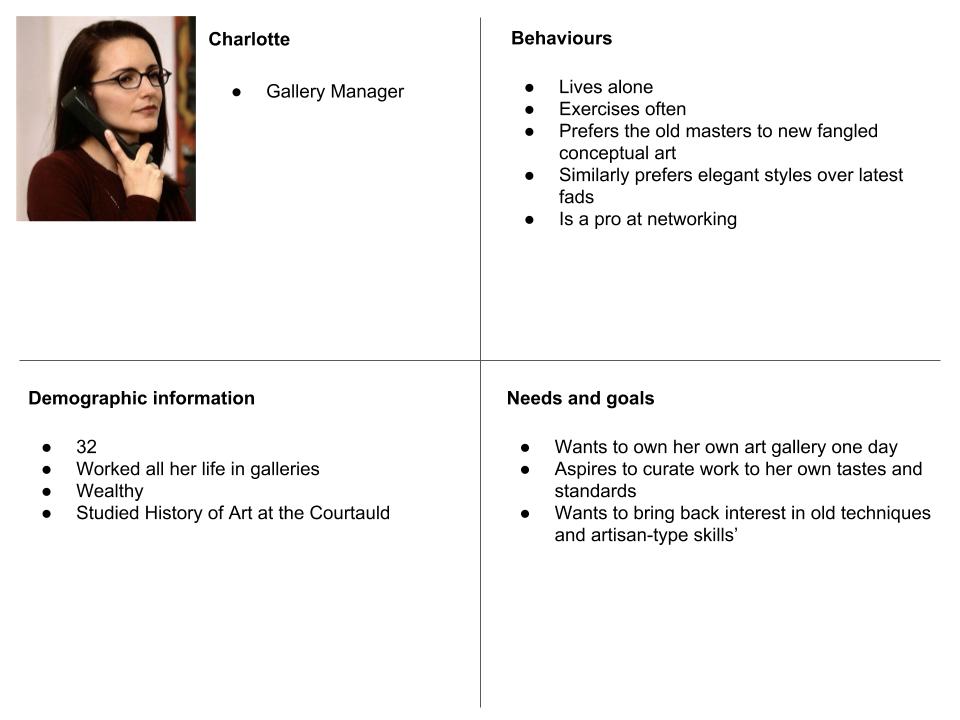 Charlotte
● Gallery Manager
Behaviours
● Lives alone
● Exercises often
● Prefers the old masters to new fangled
conceptual art
● Similarly prefers elegant styles over latest
fads
● Is a pro at networking
Demographic information
● 32
● Worked all her life in galleries
● Wealthy
● Studied History of Art at the Courtauld
Needs and goals
● Wants to own her own art gallery one day
● Aspires to curate work to her own tastes and
standards
● Wants to bring back interest in old techniques
and artisan-type skills’